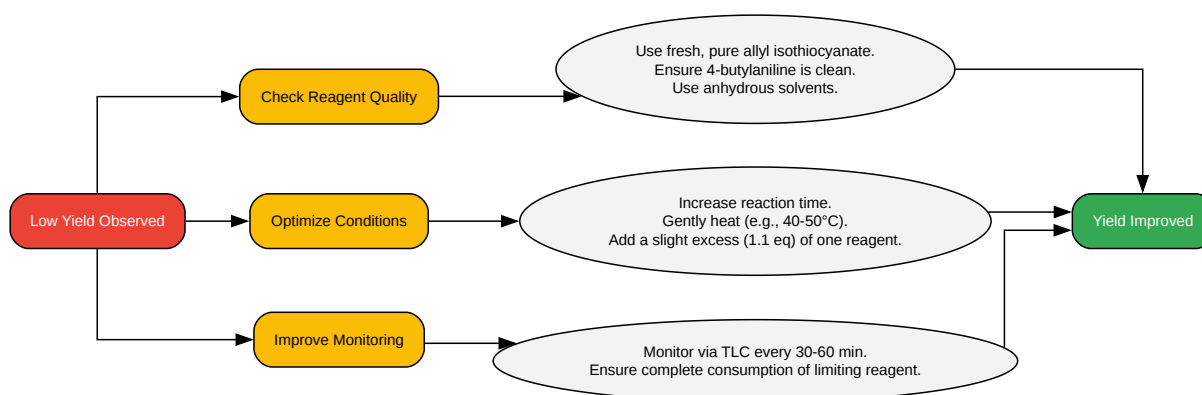 Low Yield Observed
Check Reagent Quality
Use fresh, pure allyl isothiocyanate.
Ensure 4-butylaniline is clean.
Use anhydrous solvents.
Optimize Conditions
Increase reaction time.
Gently heat (e.g., 40-50°C).
Add a slight excess (1.1 eq) of one reagent.
Improve Monitoring
Monitor via TLC every 30-60 min.
Ensure complete consumption of limiting reagent.
Yield Improved